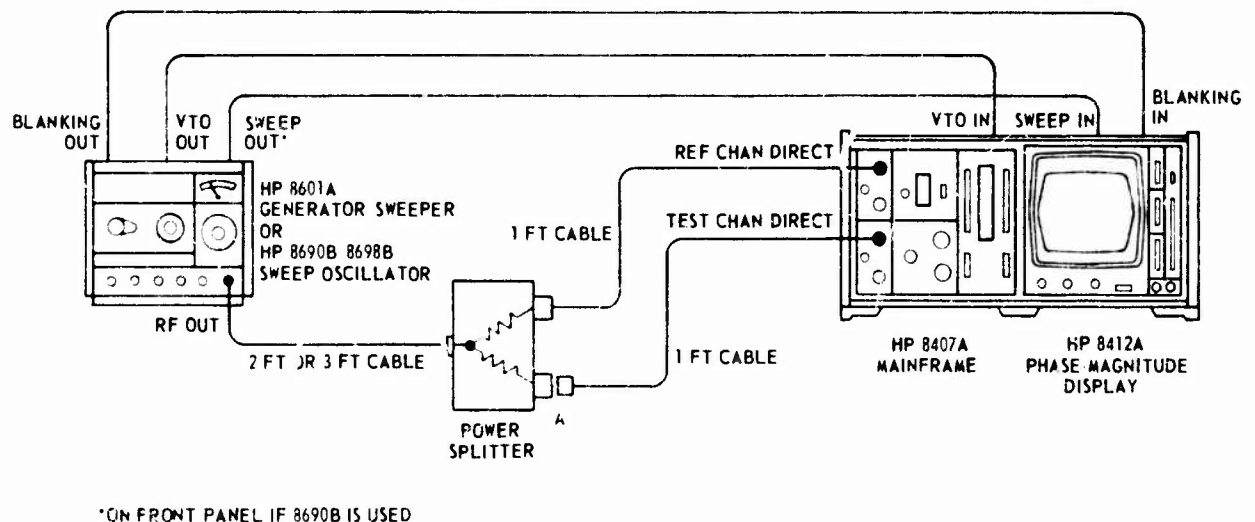 BLANKING OUT
VTO OUT
SWEEP OUT*
VTO IN
SWEEP IN
BLANKING IN
HP 8601A
GENERATOR SWEEPER
OR
HP 8690B 8698B
SWEEP OSCILLATOR
REF CHAN DIRECT
TEST CHAN DIRECT
1 FT CABLE
RF OUT
2 FT OR 3 FT CABLE
1 FT CABLE
A
POWER
SPLITTER
HP 8407A
MAINFRAME
HP 8412A
PHASE-MAGNITUDE
DISPLAY
*ON FRONT PANEL IF 8690B IS USED